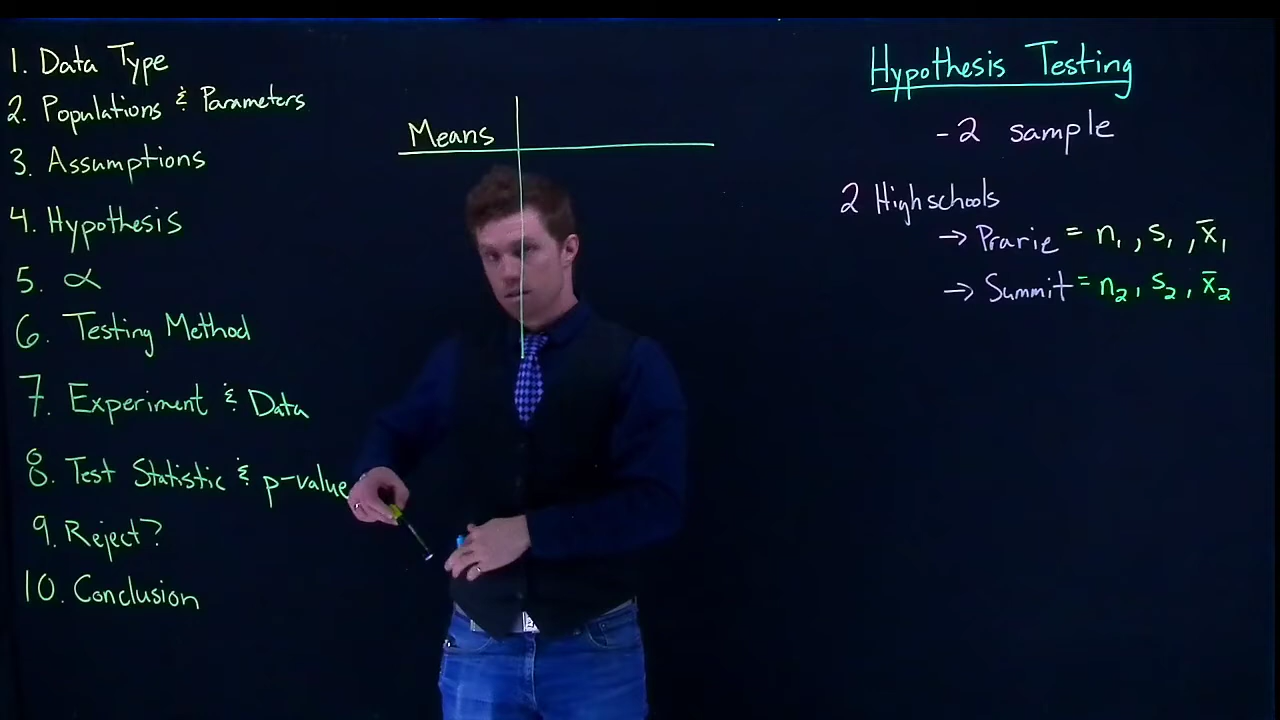 1. Data Type
2. Populations & Parameters
3. Assumptions
4. Hypothesis
5. α
6. Testing Method
7. Experiment & Data
8. Test Statistic & p-value
9. Reject?
10. Conclusion
Means
Hypothesis Testing
- 2 sample
2 High schools
→ Prarie = n₁, s₁, x̄₁
→ Summit = n₂, s₂, x̄₂